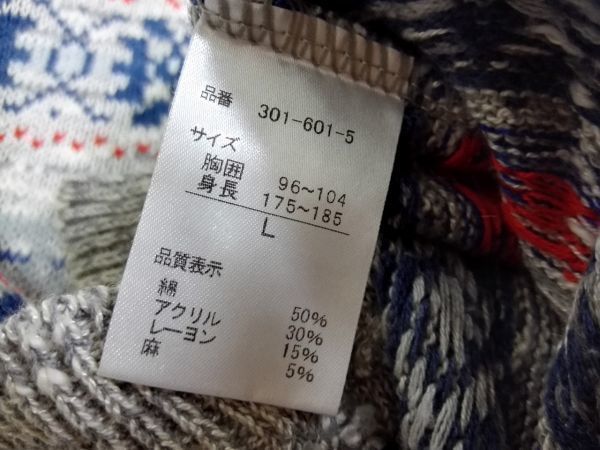 品番 301-601-5
サイズ
胸囲 96~104
身長 175~185
L
品質表示
綿 50%
アクリル 30%
レーヨン 15%
麻 5%